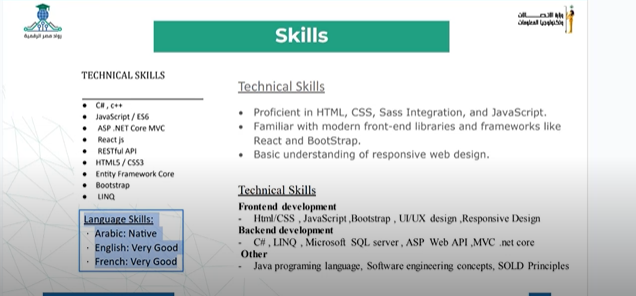 رواد مصر الرقمية
وزارة الاتصالات
وتكنولوجيا المعلومات
Skills
TECHNICAL SKILLS
C# , c++
JavaScript / ES6
ASP .NET Core MVC
React js
RESTful API
HTML5 / CSS3
Entity Framework Core
Bootstrap
LINQ
Language Skills:
· Arabic: Native
· English: Very Good
· French: Very Good
Technical Skills
• Proficient in HTML, CSS, Sass Integration, and JavaScript.
• Familiar with modern front-end libraries and frameworks like
React and BootStrap.
• Basic understanding of responsive web design.
Technical Skills
Frontend development
- Html/CSS , JavaScript ,Bootstrap , UI/UX design ,Responsive Design
Backend development
- C# , LINQ , Microsoft SQL server , ASP Web API ,MVC .net core
Other
- Java programing language, Software engineering concepts, SOLD Principles